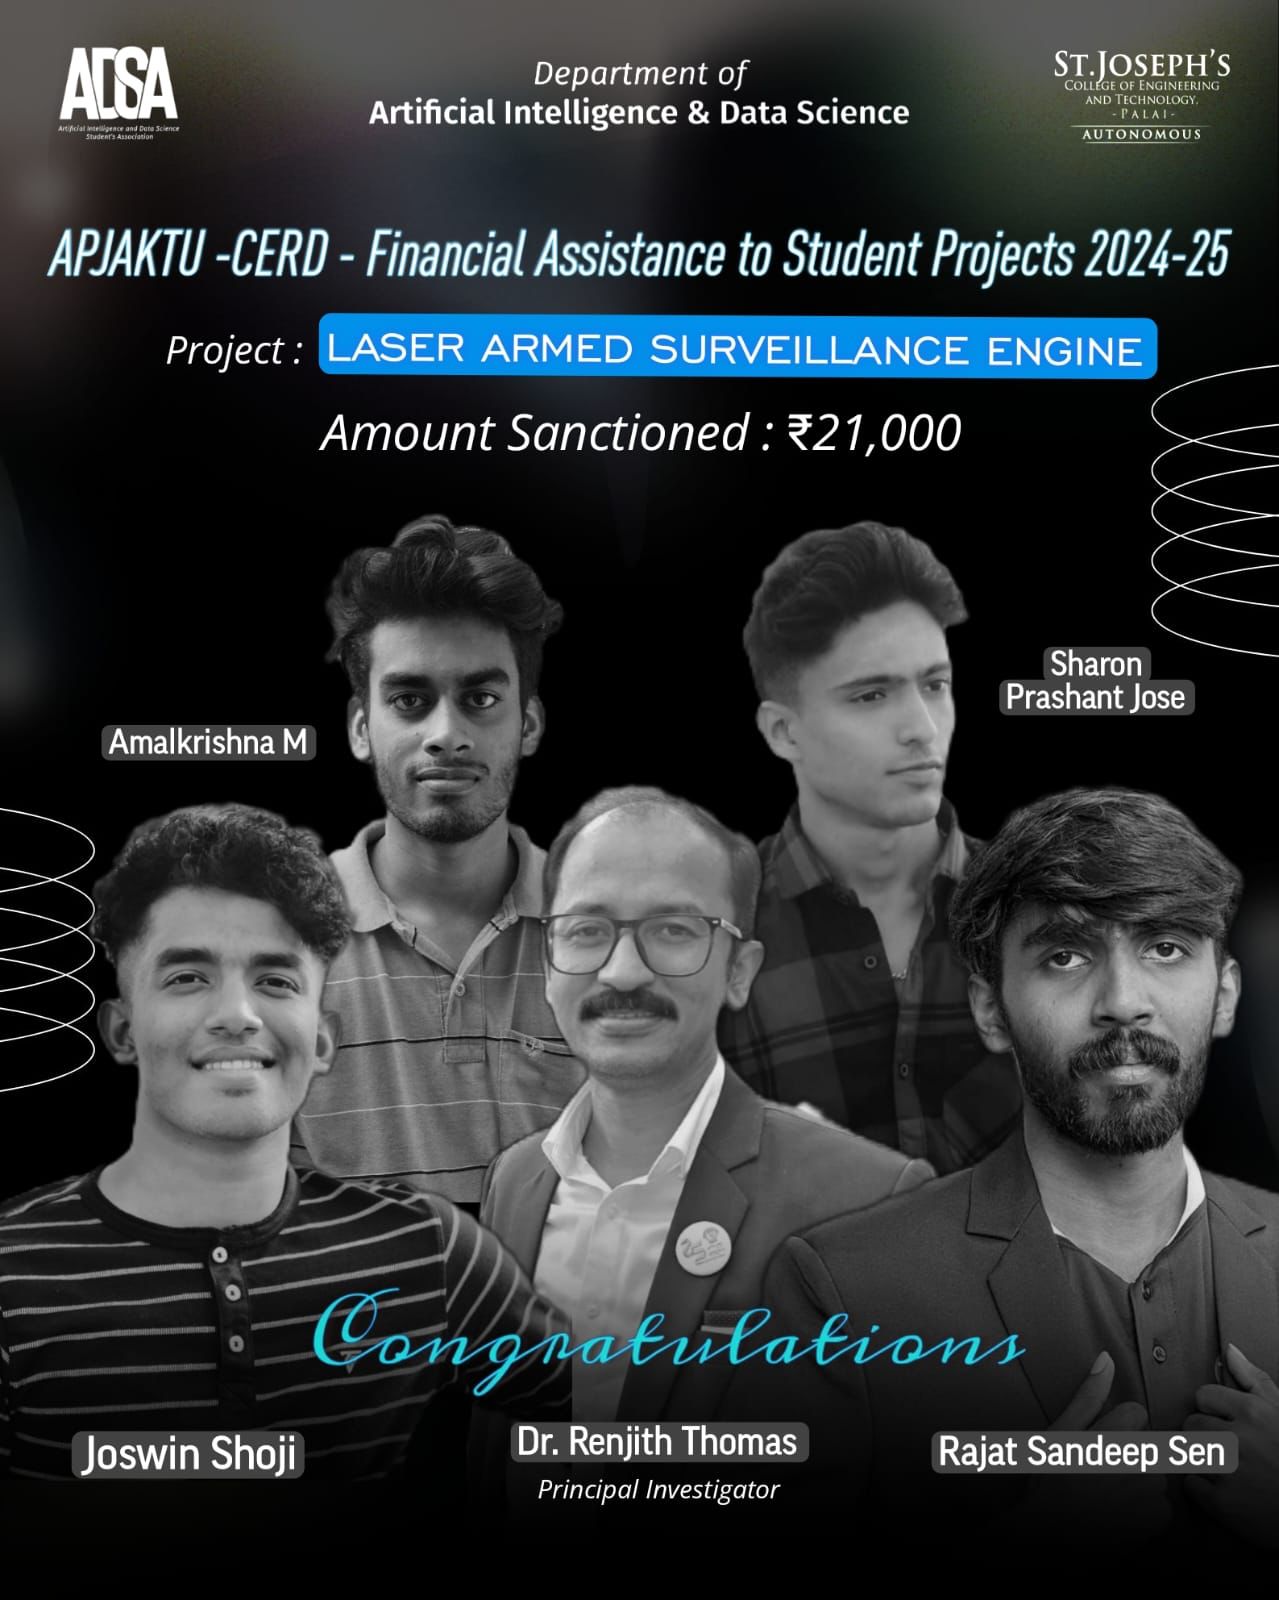 ADSA
Artificial Intelligence and Data Science
Student's Association
Department of
Artificial Intelligence & Data Science
ST.JOSEPH'S
COLLEGE OF ENGINEERING
AND TECHNOLOGY,
- PALAI -
AUTONOMOUS
APJAKTU -CERD - Financial Assistance to Student Projects 2024-25
Project : LASER ARMED SURVEILLANCE ENGINE
Amount Sanctioned : ₹21,000
Sharon
Prashant Jose
Amalkrishna M
25
Congratulations
Joswin Shoji
Dr. Renjith Thomas
Principal Investigator
Rajat Sandeep Sen